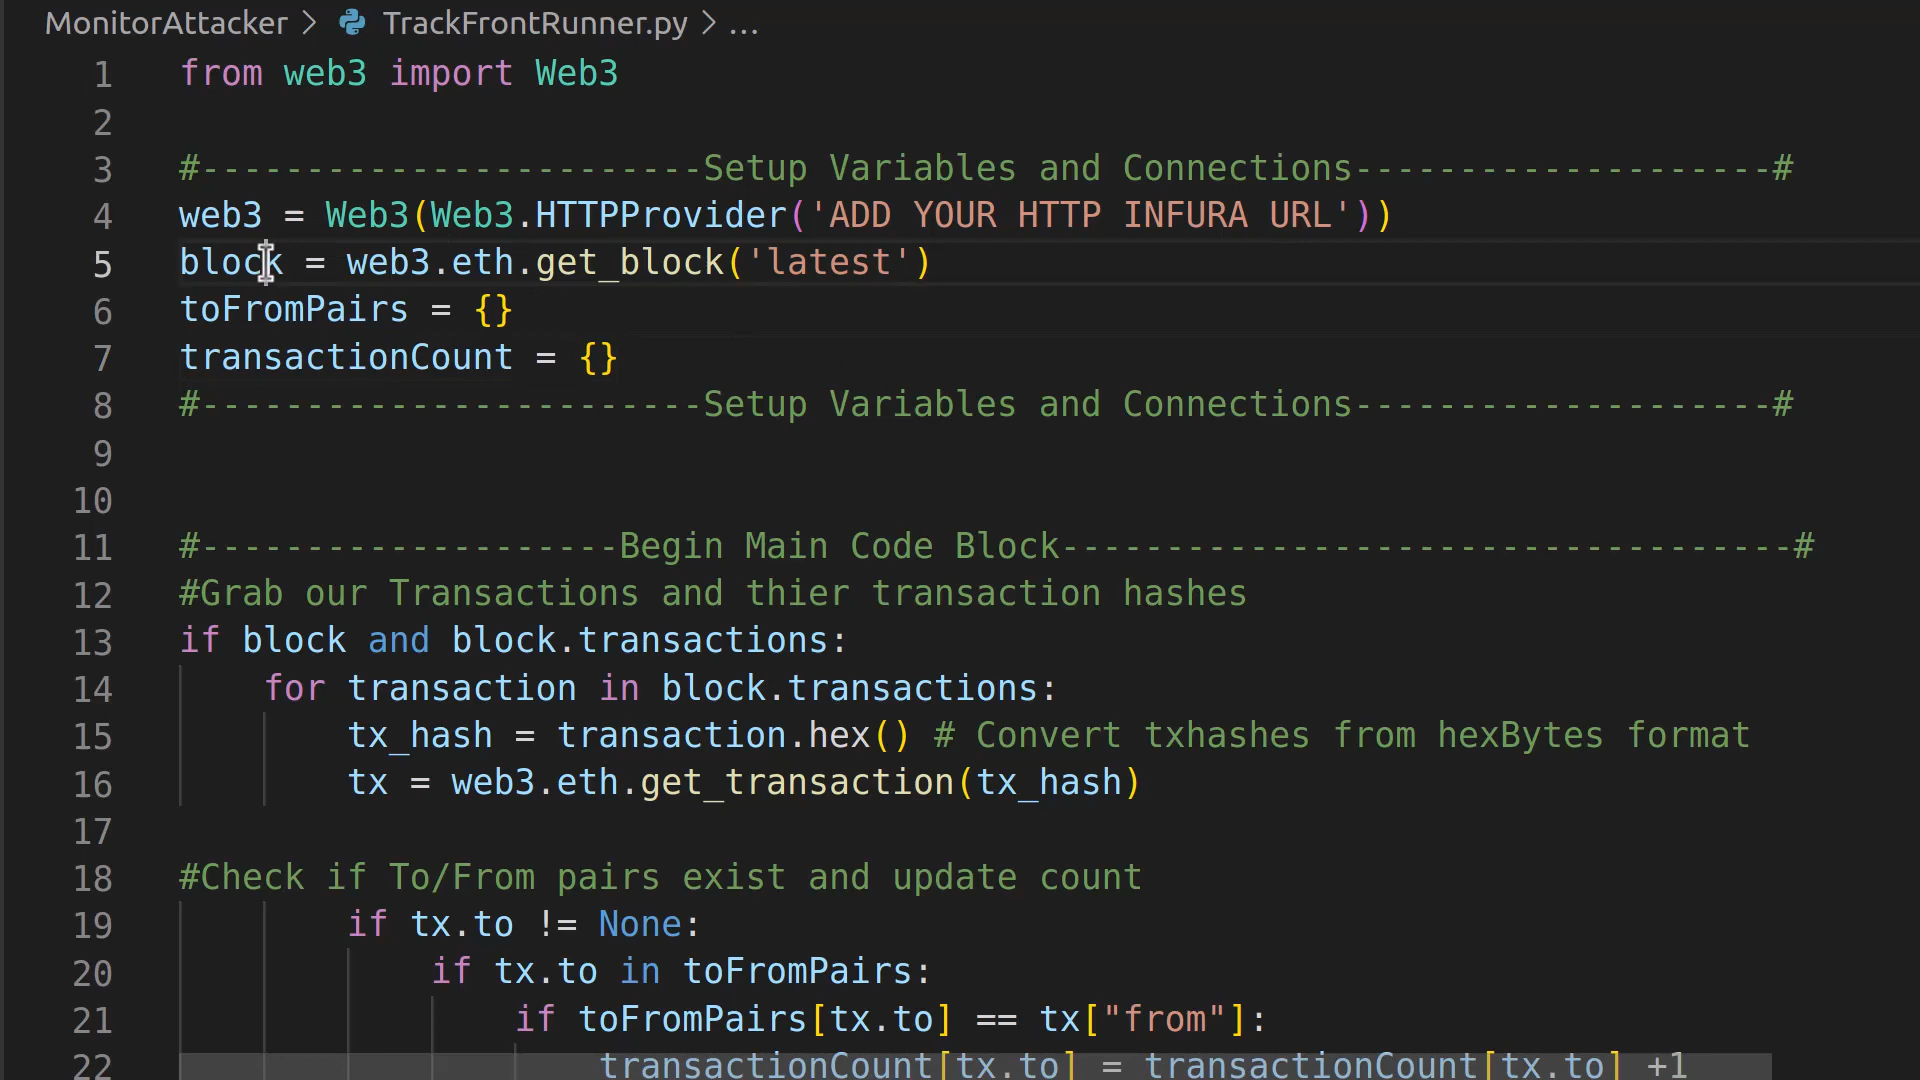 MonitorAttacker > TrackFrontRunner.py > ...
1 from web3 import Web3
2
3 #------------------------Setup Variables and Connections--------------------#
4 web3 = Web3(Web3.HTTPProvider('ADD YOUR HTTP INFURA URL'))
5 block = web3.eth.get_block('latest')
6 toFromPairs = {}
7 transactionCount = {}
8 #------------------------Setup Variables and Connections--------------------#
9
10
11 #--------------------Begin Main Code Block-----------------------------------#
12 #Grab our Transactions and thier transaction hashes
13 if block and block.transactions:
14     for transaction in block.transactions:
15         tx_hash = transaction.hex() # Convert txhashes from hexBytes format
16         tx = web3.eth.get_transaction(tx_hash)
17
18 #Check if To/From pairs exist and update count
19         if tx.to != None:
20             if tx.to in toFromPairs:
21                 if toFromPairs[tx.to] == tx["from"]:
22                     transactionCount[tx.to] = transactionCount[tx.to] +1